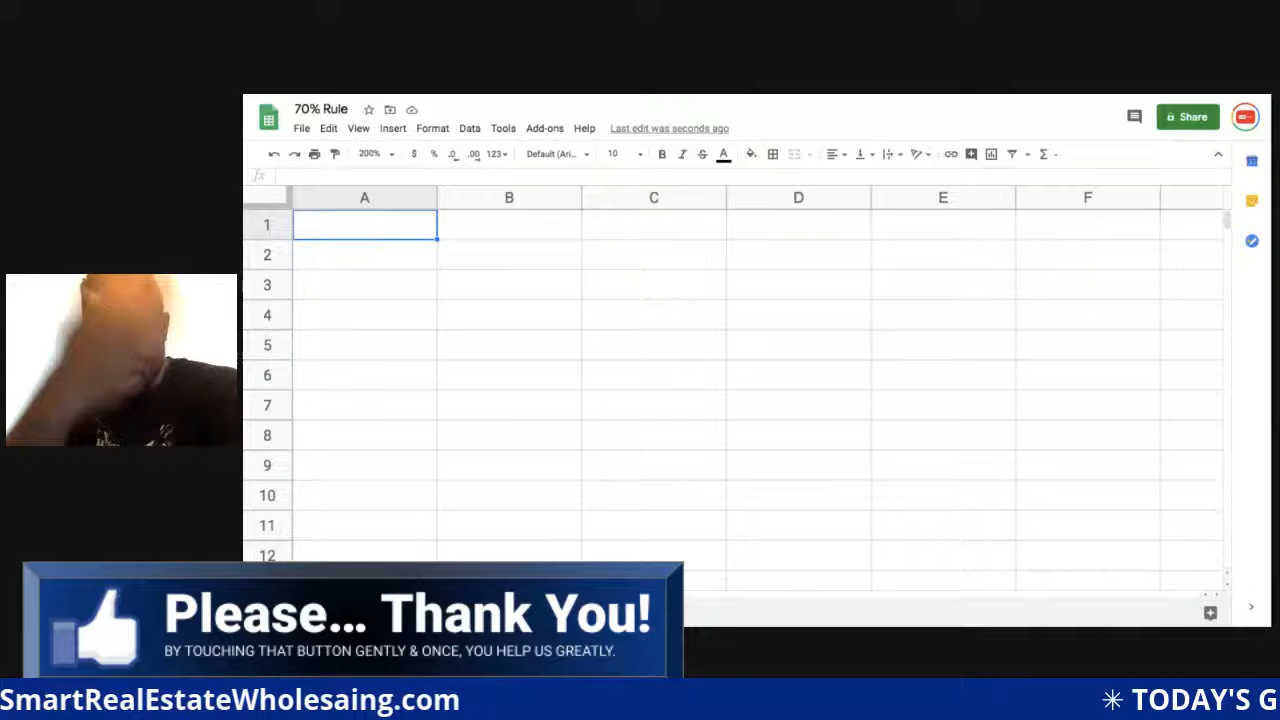 70% Rule
File Edit View Insert Format Data Tools Add-ons Help Last edit was seconds ago
Share
200% $ % .0 .00 123 Default (Ari... 10 B I S A Σ
fx
A B C D E F
1
2
3
4
5
6
7
8
9
10
11
12
Please... Thank You!
BY TOUCHING THAT BUTTON GENTLY & ONCE, YOU HELP US GREATLY.
SmartRealEstateWholesaing.com ✳ TODAY'S G